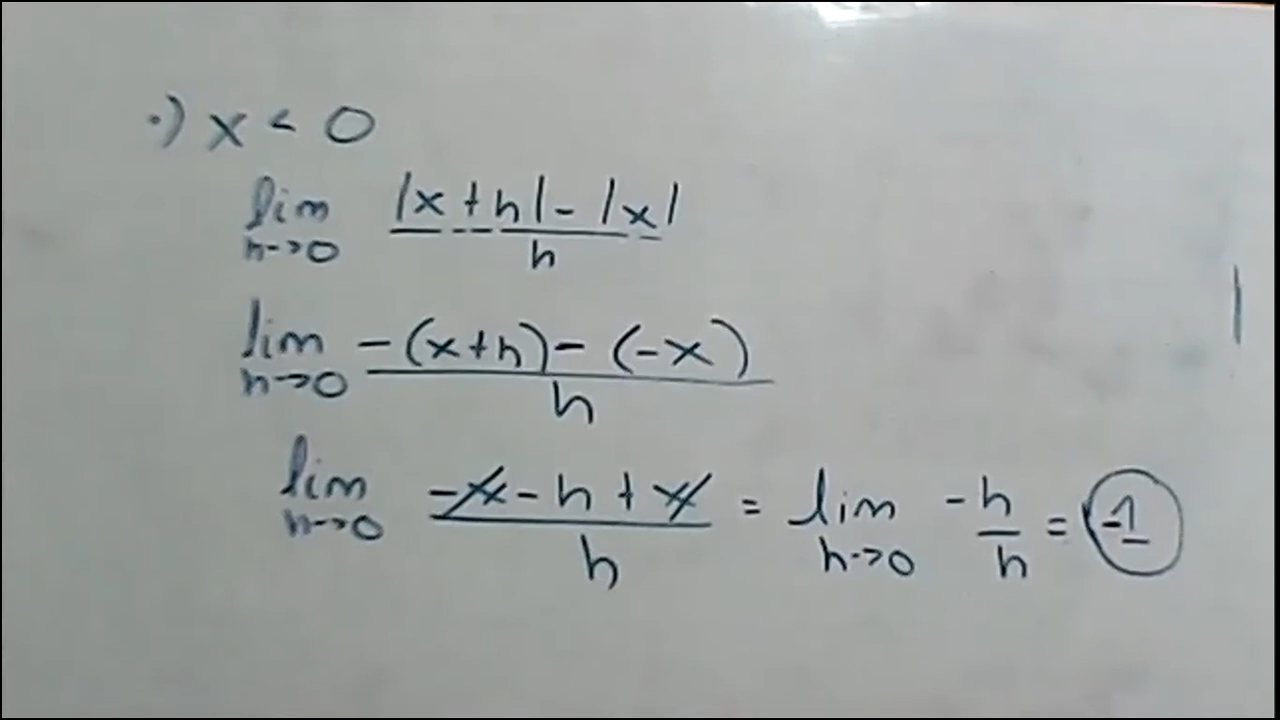 ·) x < 0
lim h->0 |x + h| - |x| / h
lim h->0 -(x+h) - (-x) / h
lim h->0 -x - h + x / h = lim h->0 -h / h = -1